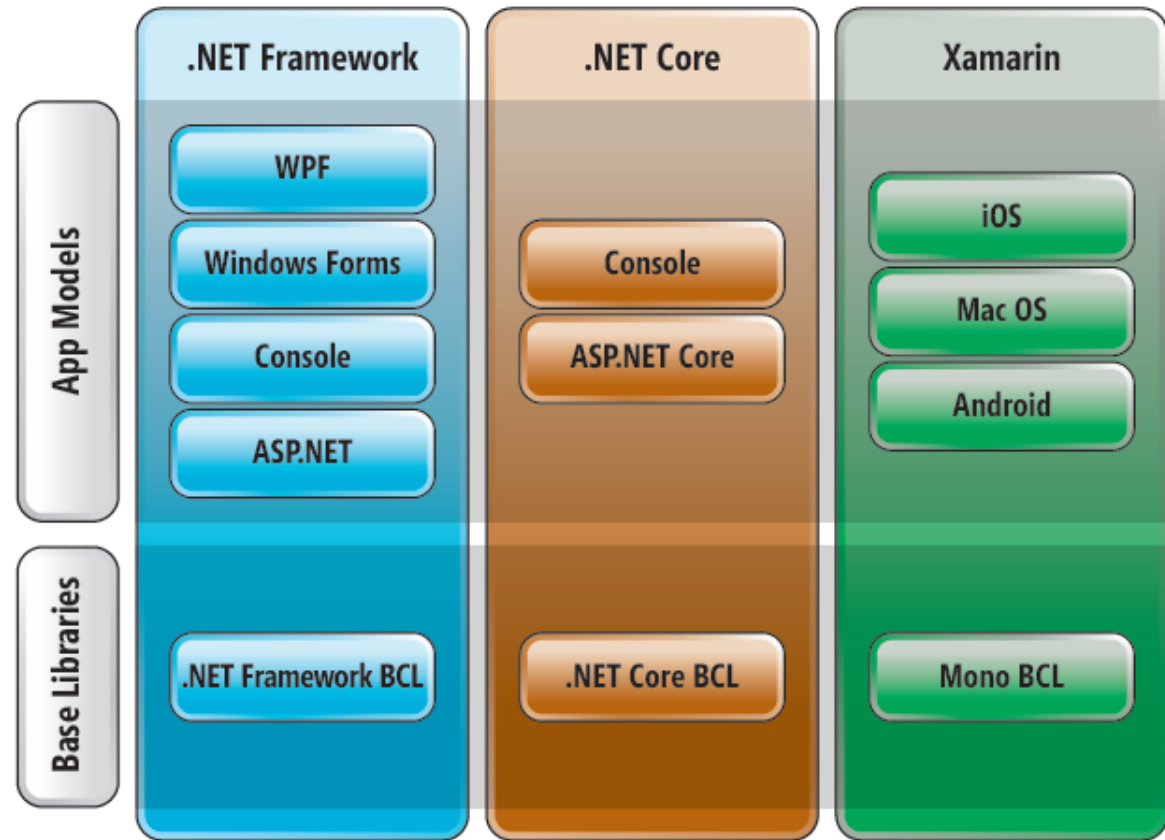 .NET Framework
.NET Core
Xamarin
App Models
WPF
Windows Forms
Console
ASP.NET
Console
ASP.NET Core
iOS
Mac OS
Android
Base Libraries
.NET Framework BCL
.NET Core BCL
Mono BCL